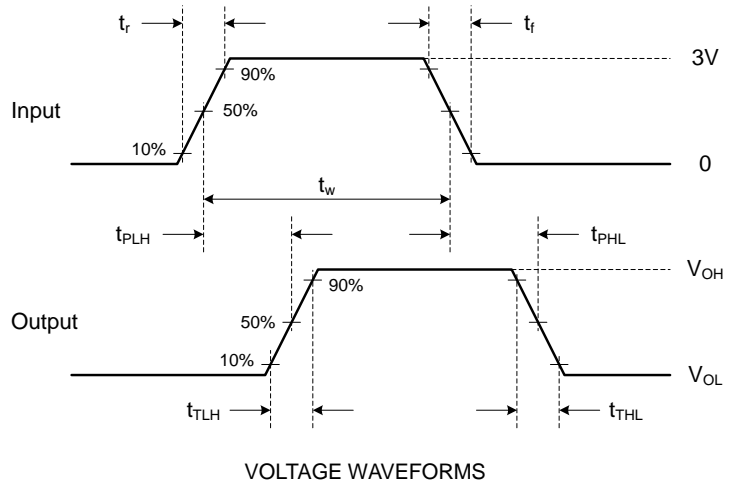 tr
tf
3V
90%
Input
50%
10%
0
tw
tPLH
tPHL
VOH
90%
Output
50%
10%
VOL
tTLH
tTHL
VOLTAGE WAVEFORMS